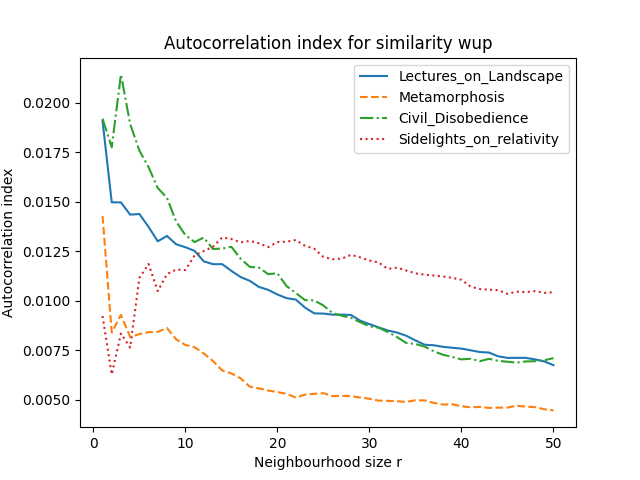 Autocorrelation index for similarity wup
Lectures_on_Landscape
Metamorphosis
Civil_Disobedience
Sidelights_on_relativity
Autocorrelation index
0.0200
0.0175
0.0150
0.0125
0.0100
0.0075
0.0050
0 10 20 30 40 50
Neighbourhood size r